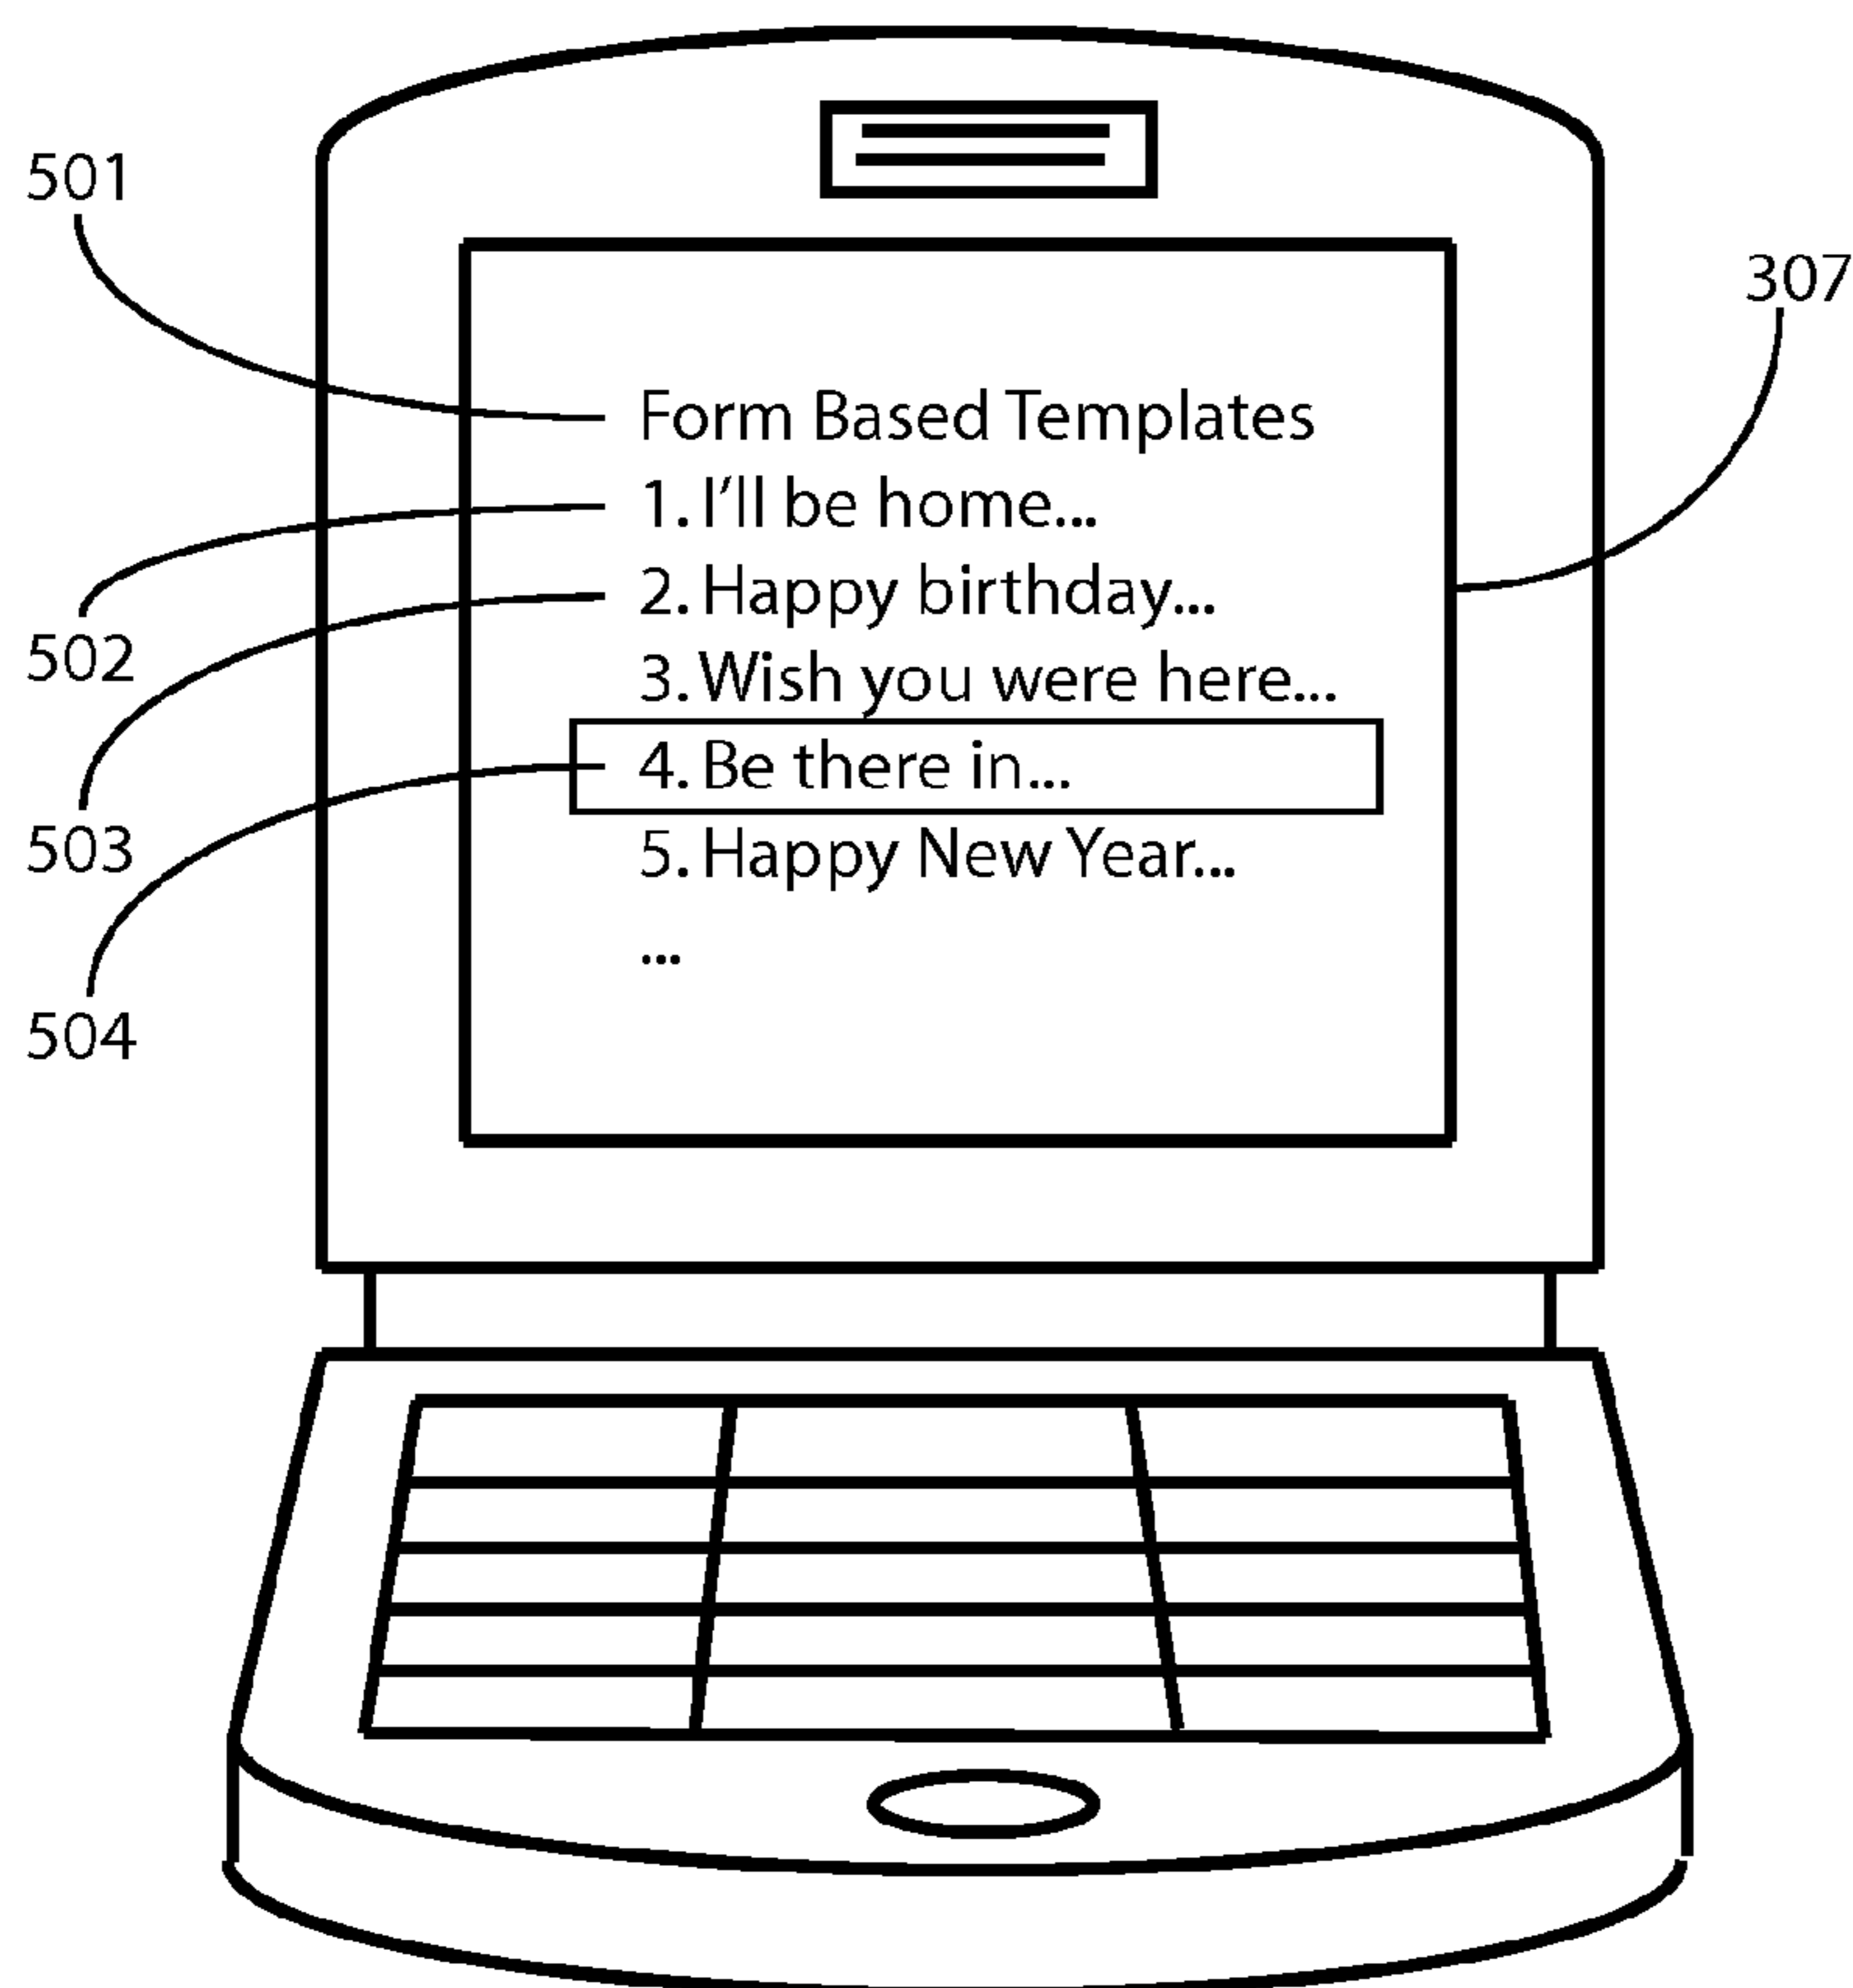 501
307
Form Based Templates
1. I'll be home...
2. Happy birthday...
502
3. Wish you were here...
4. Be there in...
503
5. Happy New Year...
...
504